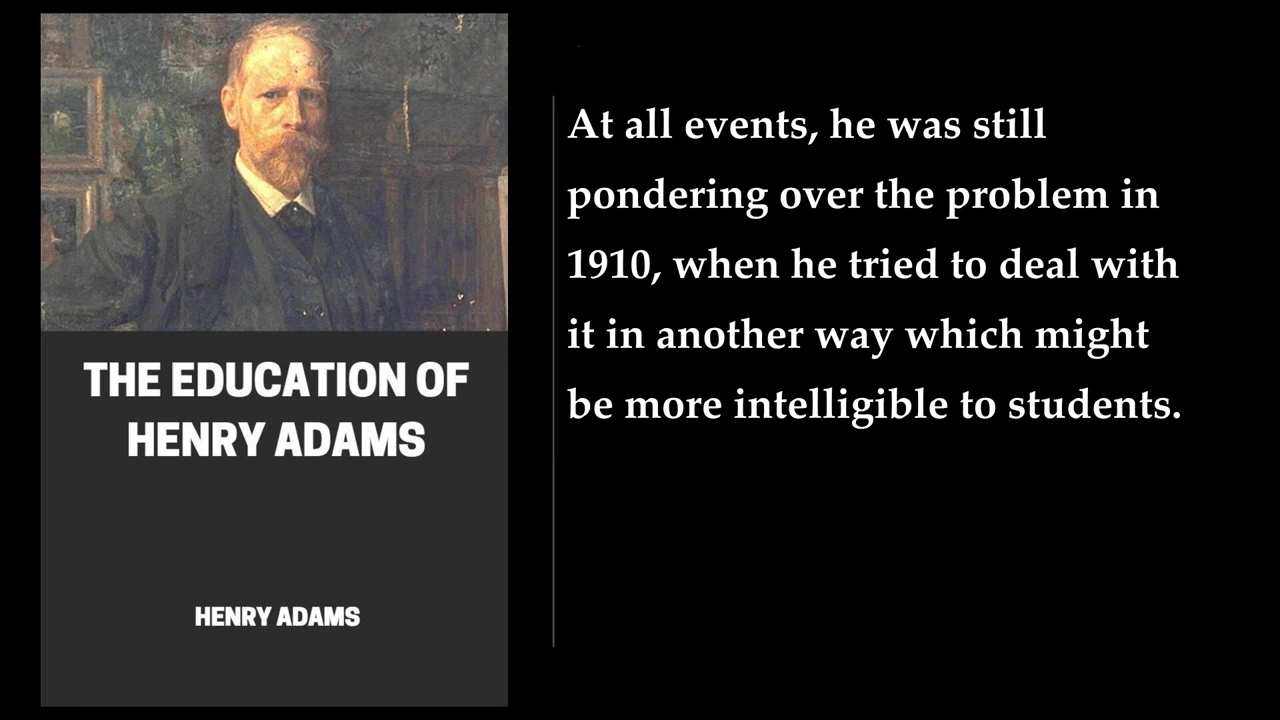 THE EDUCATION OF
HENRY ADAMS
HENRY ADAMS
At all events, he was still
pondering over the problem in
1910, when he tried to deal with
it in another way which might
be more intelligible to students.